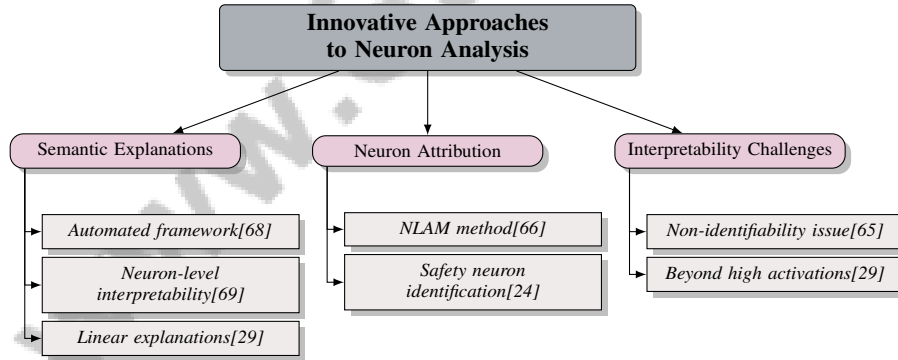 Innovative Approaches
to Neuron Analysis
Semantic Explanations
Neuron Attribution
Interpretability Challenges
Automated framework[68]
Neuron-level
interpretability[69]
Linear explanations[29]
NLAM method[66]
Safety neuron
identification[24]
Non-identifiability issue[65]
Beyond high activations[29]